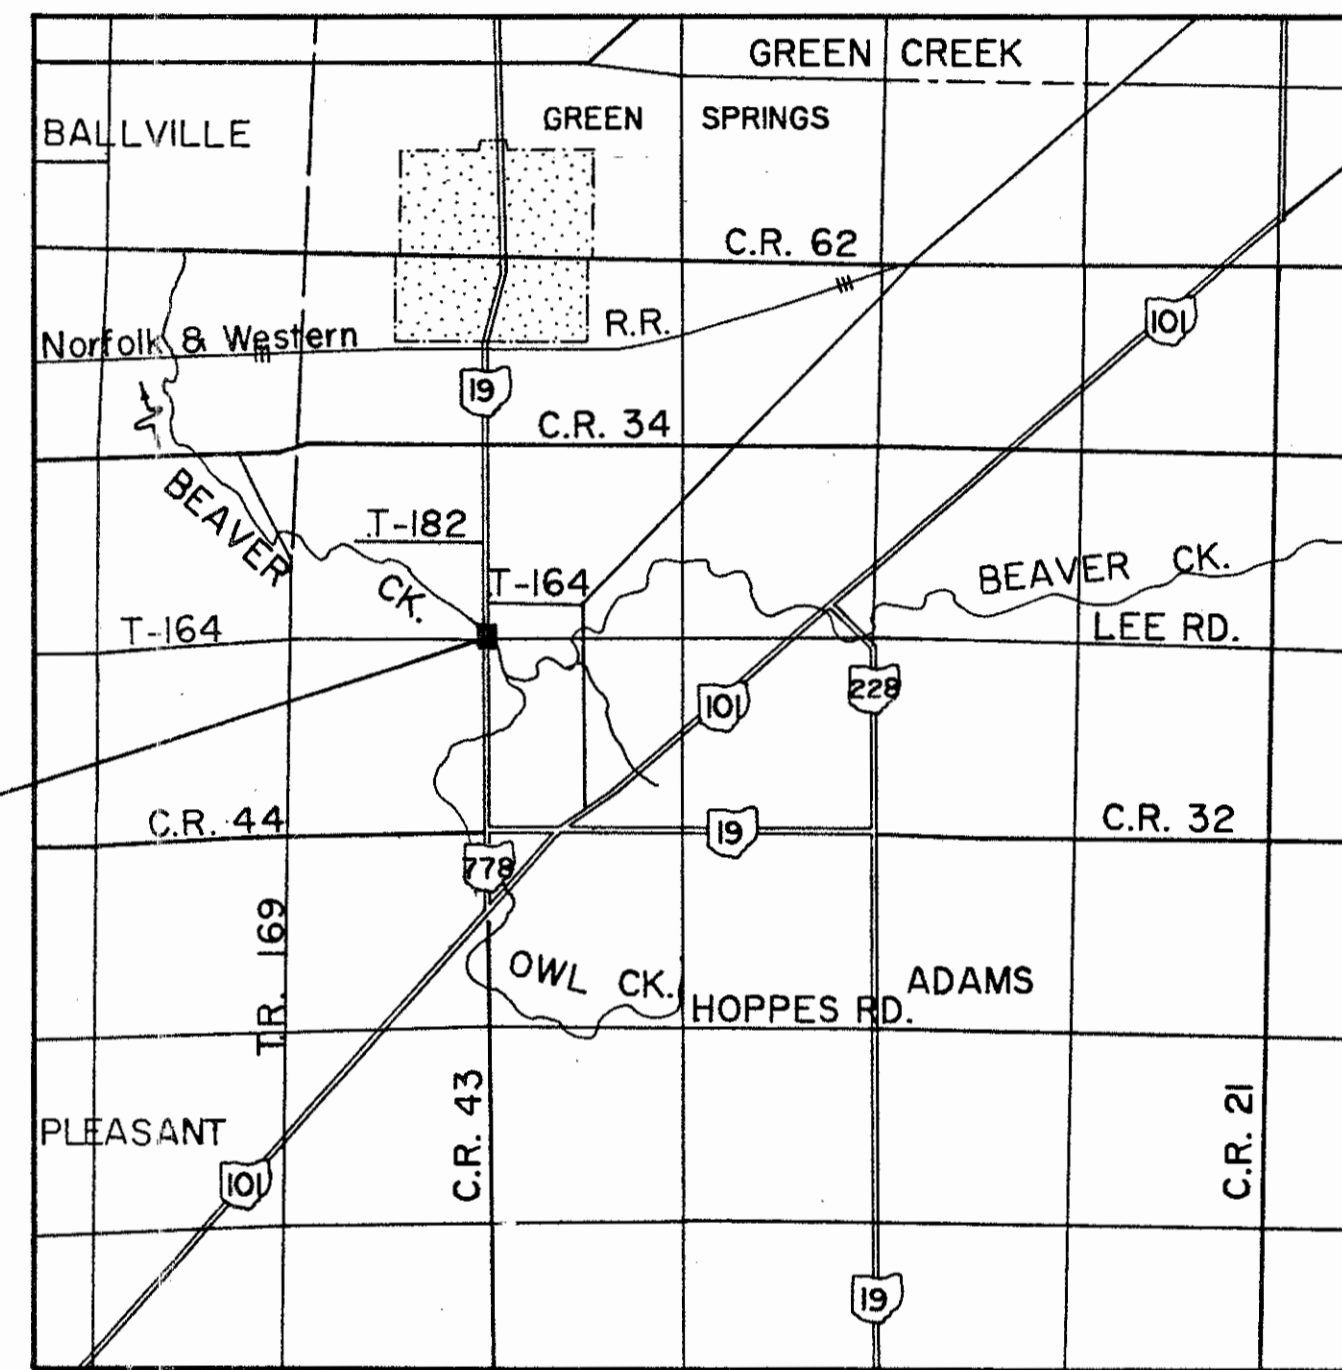 GREEN CREEK
BALLVILLE
GREEN SPRINGS
C.R. 62
101
Norfolk & Western R.R.
19
C.R. 34
BEAVER CK.
T-182
T-164
BEAVER CK.
T-164
LEE RD.
101
228
C.R. 44
19
C.R. 32
778
T.R. 169
OWL CK.
ADAMS
HOPPES RD.
C.R. 43
C.R. 21
PLEASANT
101
19